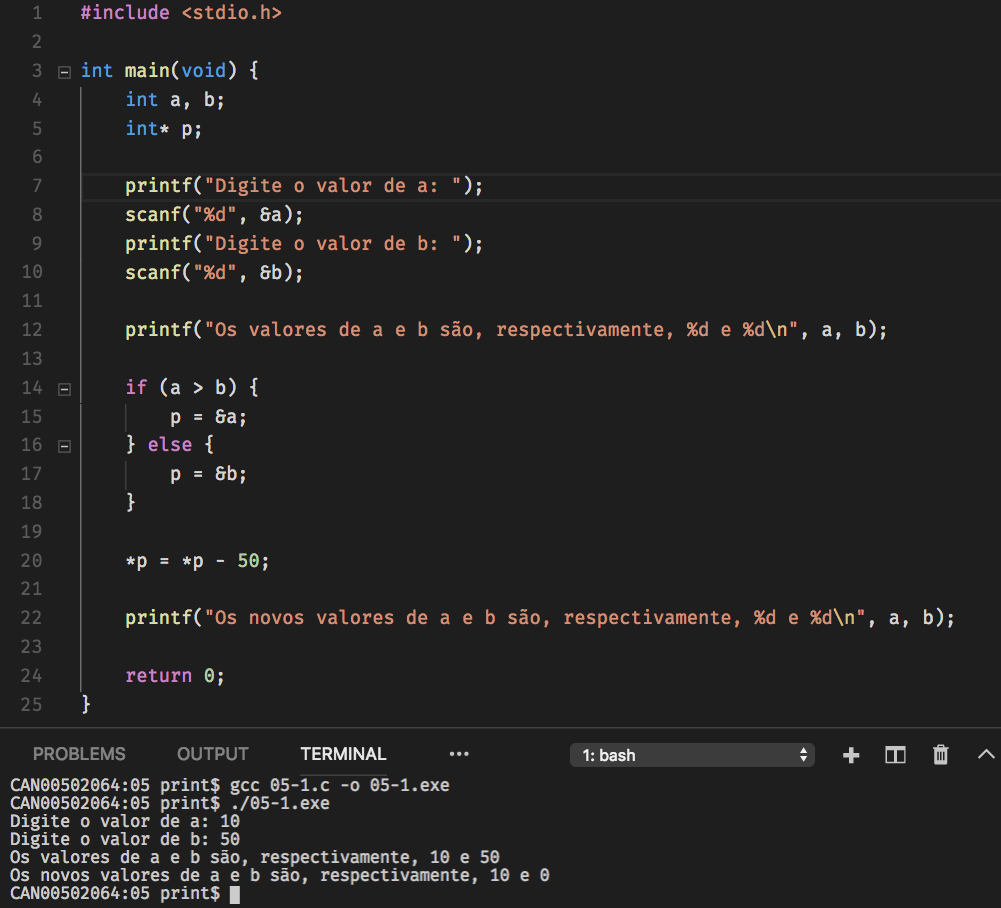 1 #include <stdio.h>
2
3 int main(void) {
4 int a, b;
5 int* p;
6
7 printf("Digite o valor de a: ");
8 scanf("%d", &a);
9 printf("Digite o valor de b: ");
10 scanf("%d", &b);
11
12 printf("Os valores de a e b são, respectivamente, %d e %d\n", a, b);
13
14 if (a > b) {
15 p = &a;
16 } else {
17 p = &b;
18 }
19
20 *p = *p - 50;
21
22 printf("Os novos valores de a e b são, respectivamente, %d e %d\n", a, b);
23
24 return 0;
25 }
PROBLEMS OUTPUT TERMINAL ••• 1: bash
CAN00502064:05 print$ gcc 05-1.c -o 05-1.exe
CAN00502064:05 print$ ./05-1.exe
Digite o valor de a: 10
Digite o valor de b: 50
Os valores de a e b são, respectivamente, 10 e 50
Os novos valores de a e b são, respectivamente, 10 e 0
CAN00502064:05 print$